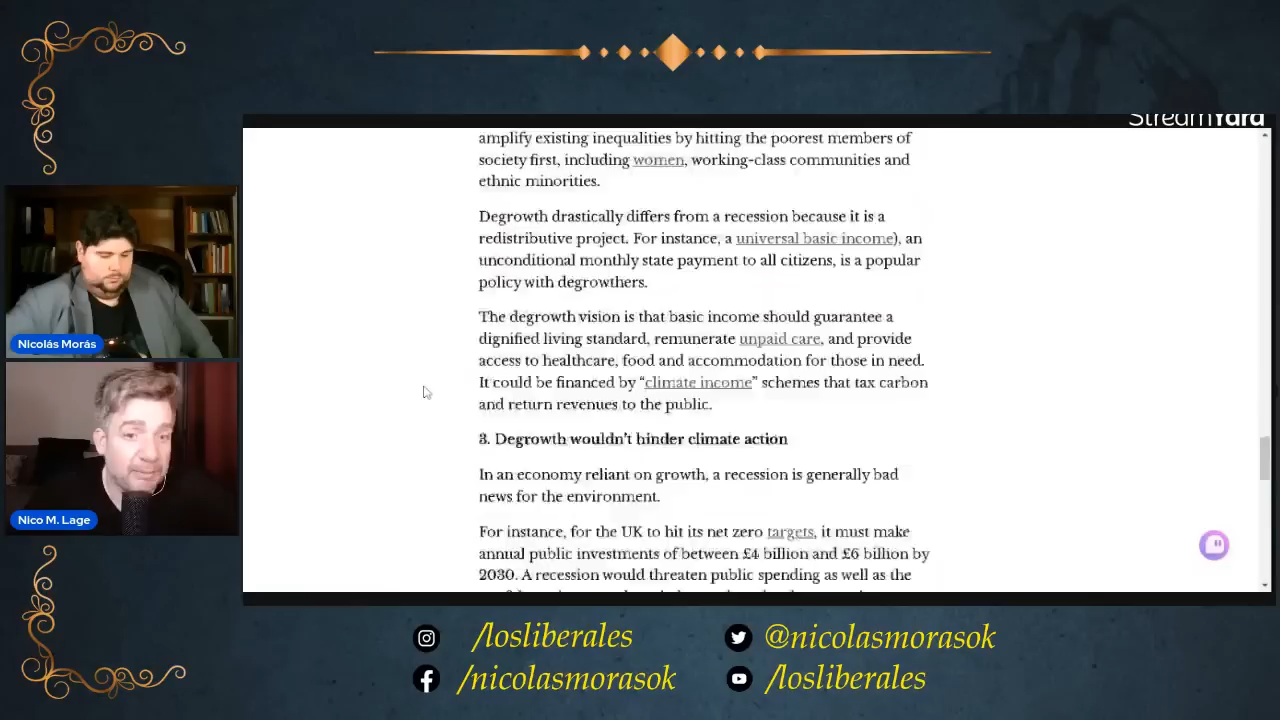 StreamYard
amplify existing inequalities by hitting the poorest members of
society first, including women, working-class communities and
ethnic minorities.
Degrowth drastically differs from a recession because it is a
redistributive project. For instance, a universal basic income), an
unconditional monthly state payment to all citizens, is a popular
policy with degrowthers.
The degrowth vision is that basic income should guarantee a
dignified living standard, remunerate unpaid care, and provide
access to healthcare, food and accommodation for those in need.
It could be financed by “climate income” schemes that tax carbon
and return revenues to the public.
3. Degrowth wouldn’t hinder climate action
In an economy reliant on growth, a recession is generally bad
news for the environment.
For instance, for the UK to hit its net zero targets, it must make
annual public investments of between £4 billion and £6 billion by
2030. A recession would threaten public spending as well as the
Nicolás Morás
Nico M. Lage
/losliberales
@nicolasmorasok
/nicolasmorasok
/losliberales